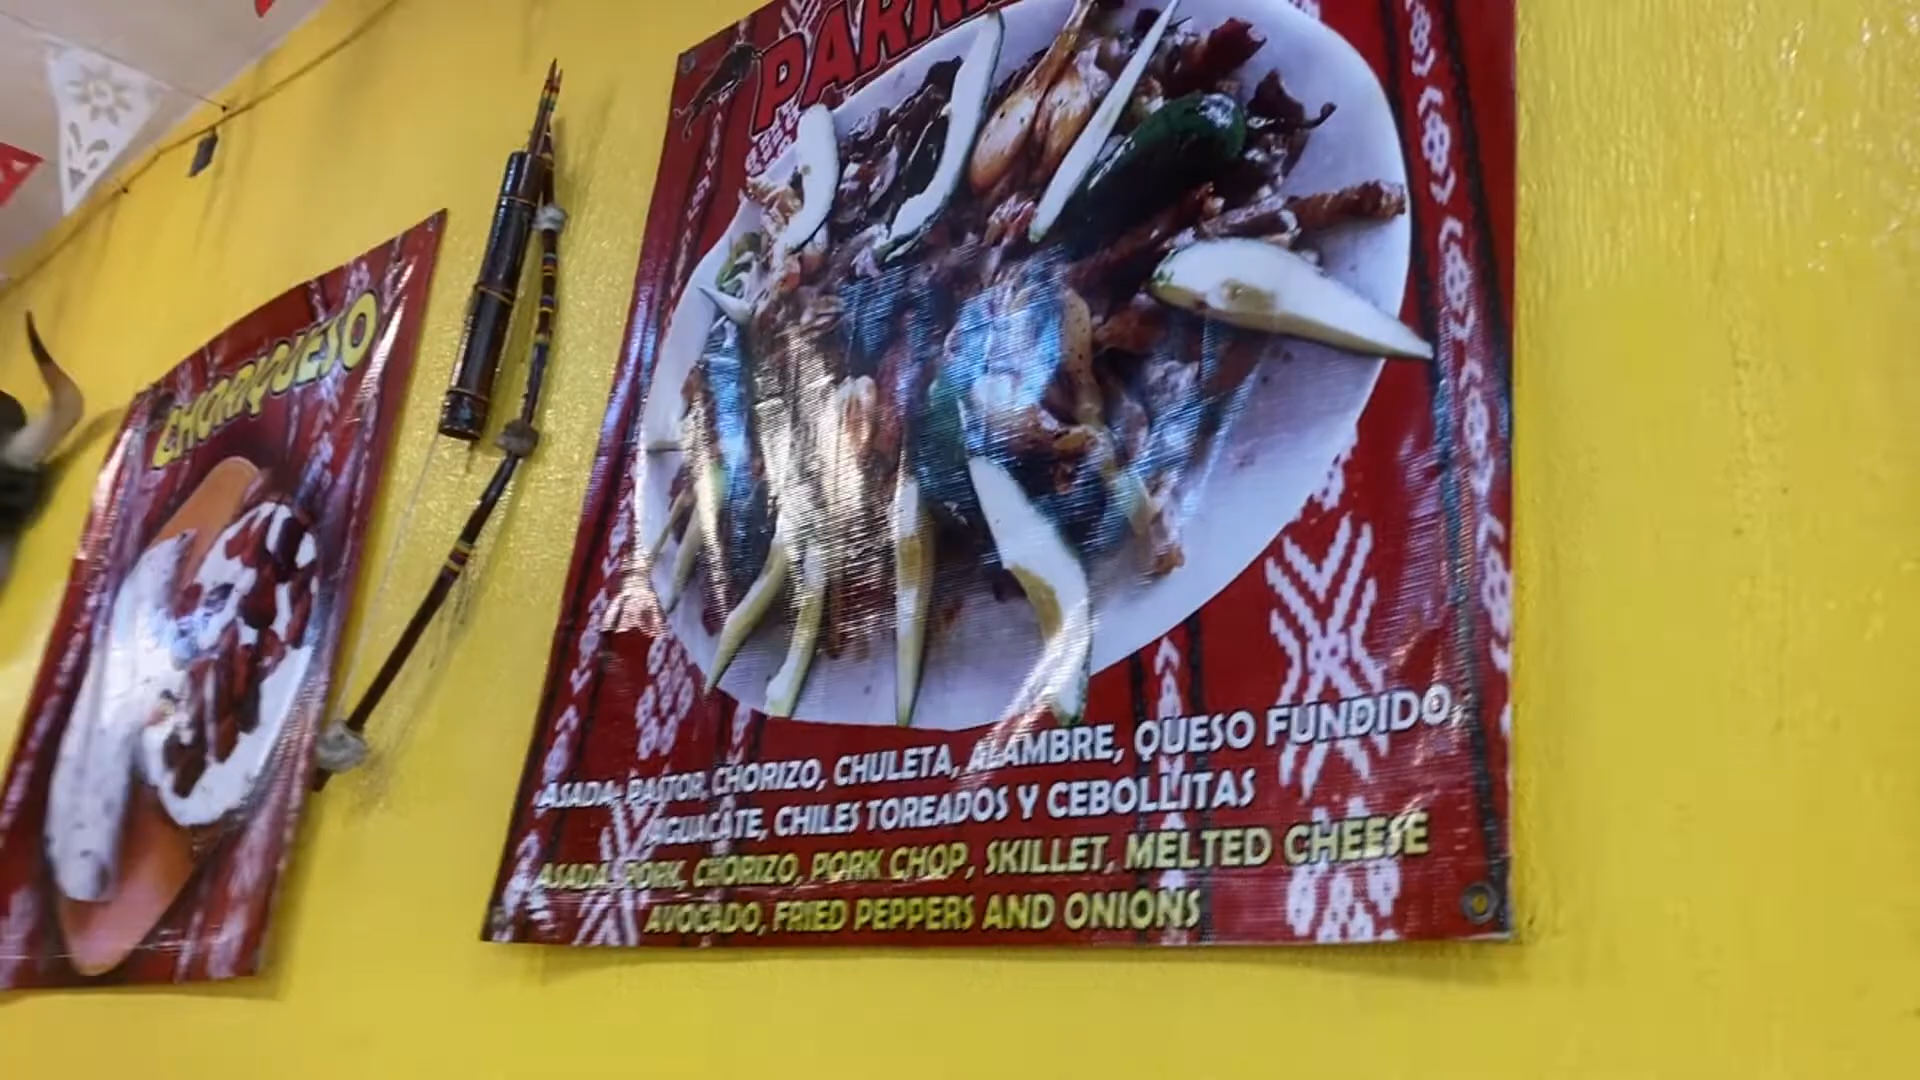 CHORIQUESO
ASADA, PASTOR, CHORIZO, CHULETA, ALAMBRE, QUESO FUNDIDO,
AGUACATE, CHILES TOREADOS Y CEBOLLITAS
ASADA, PORK, CHORIZO, PORK CHOP, SKILLET, MELTED CHEESE
AVOCADO, FRIED PEPPERS AND ONIONS